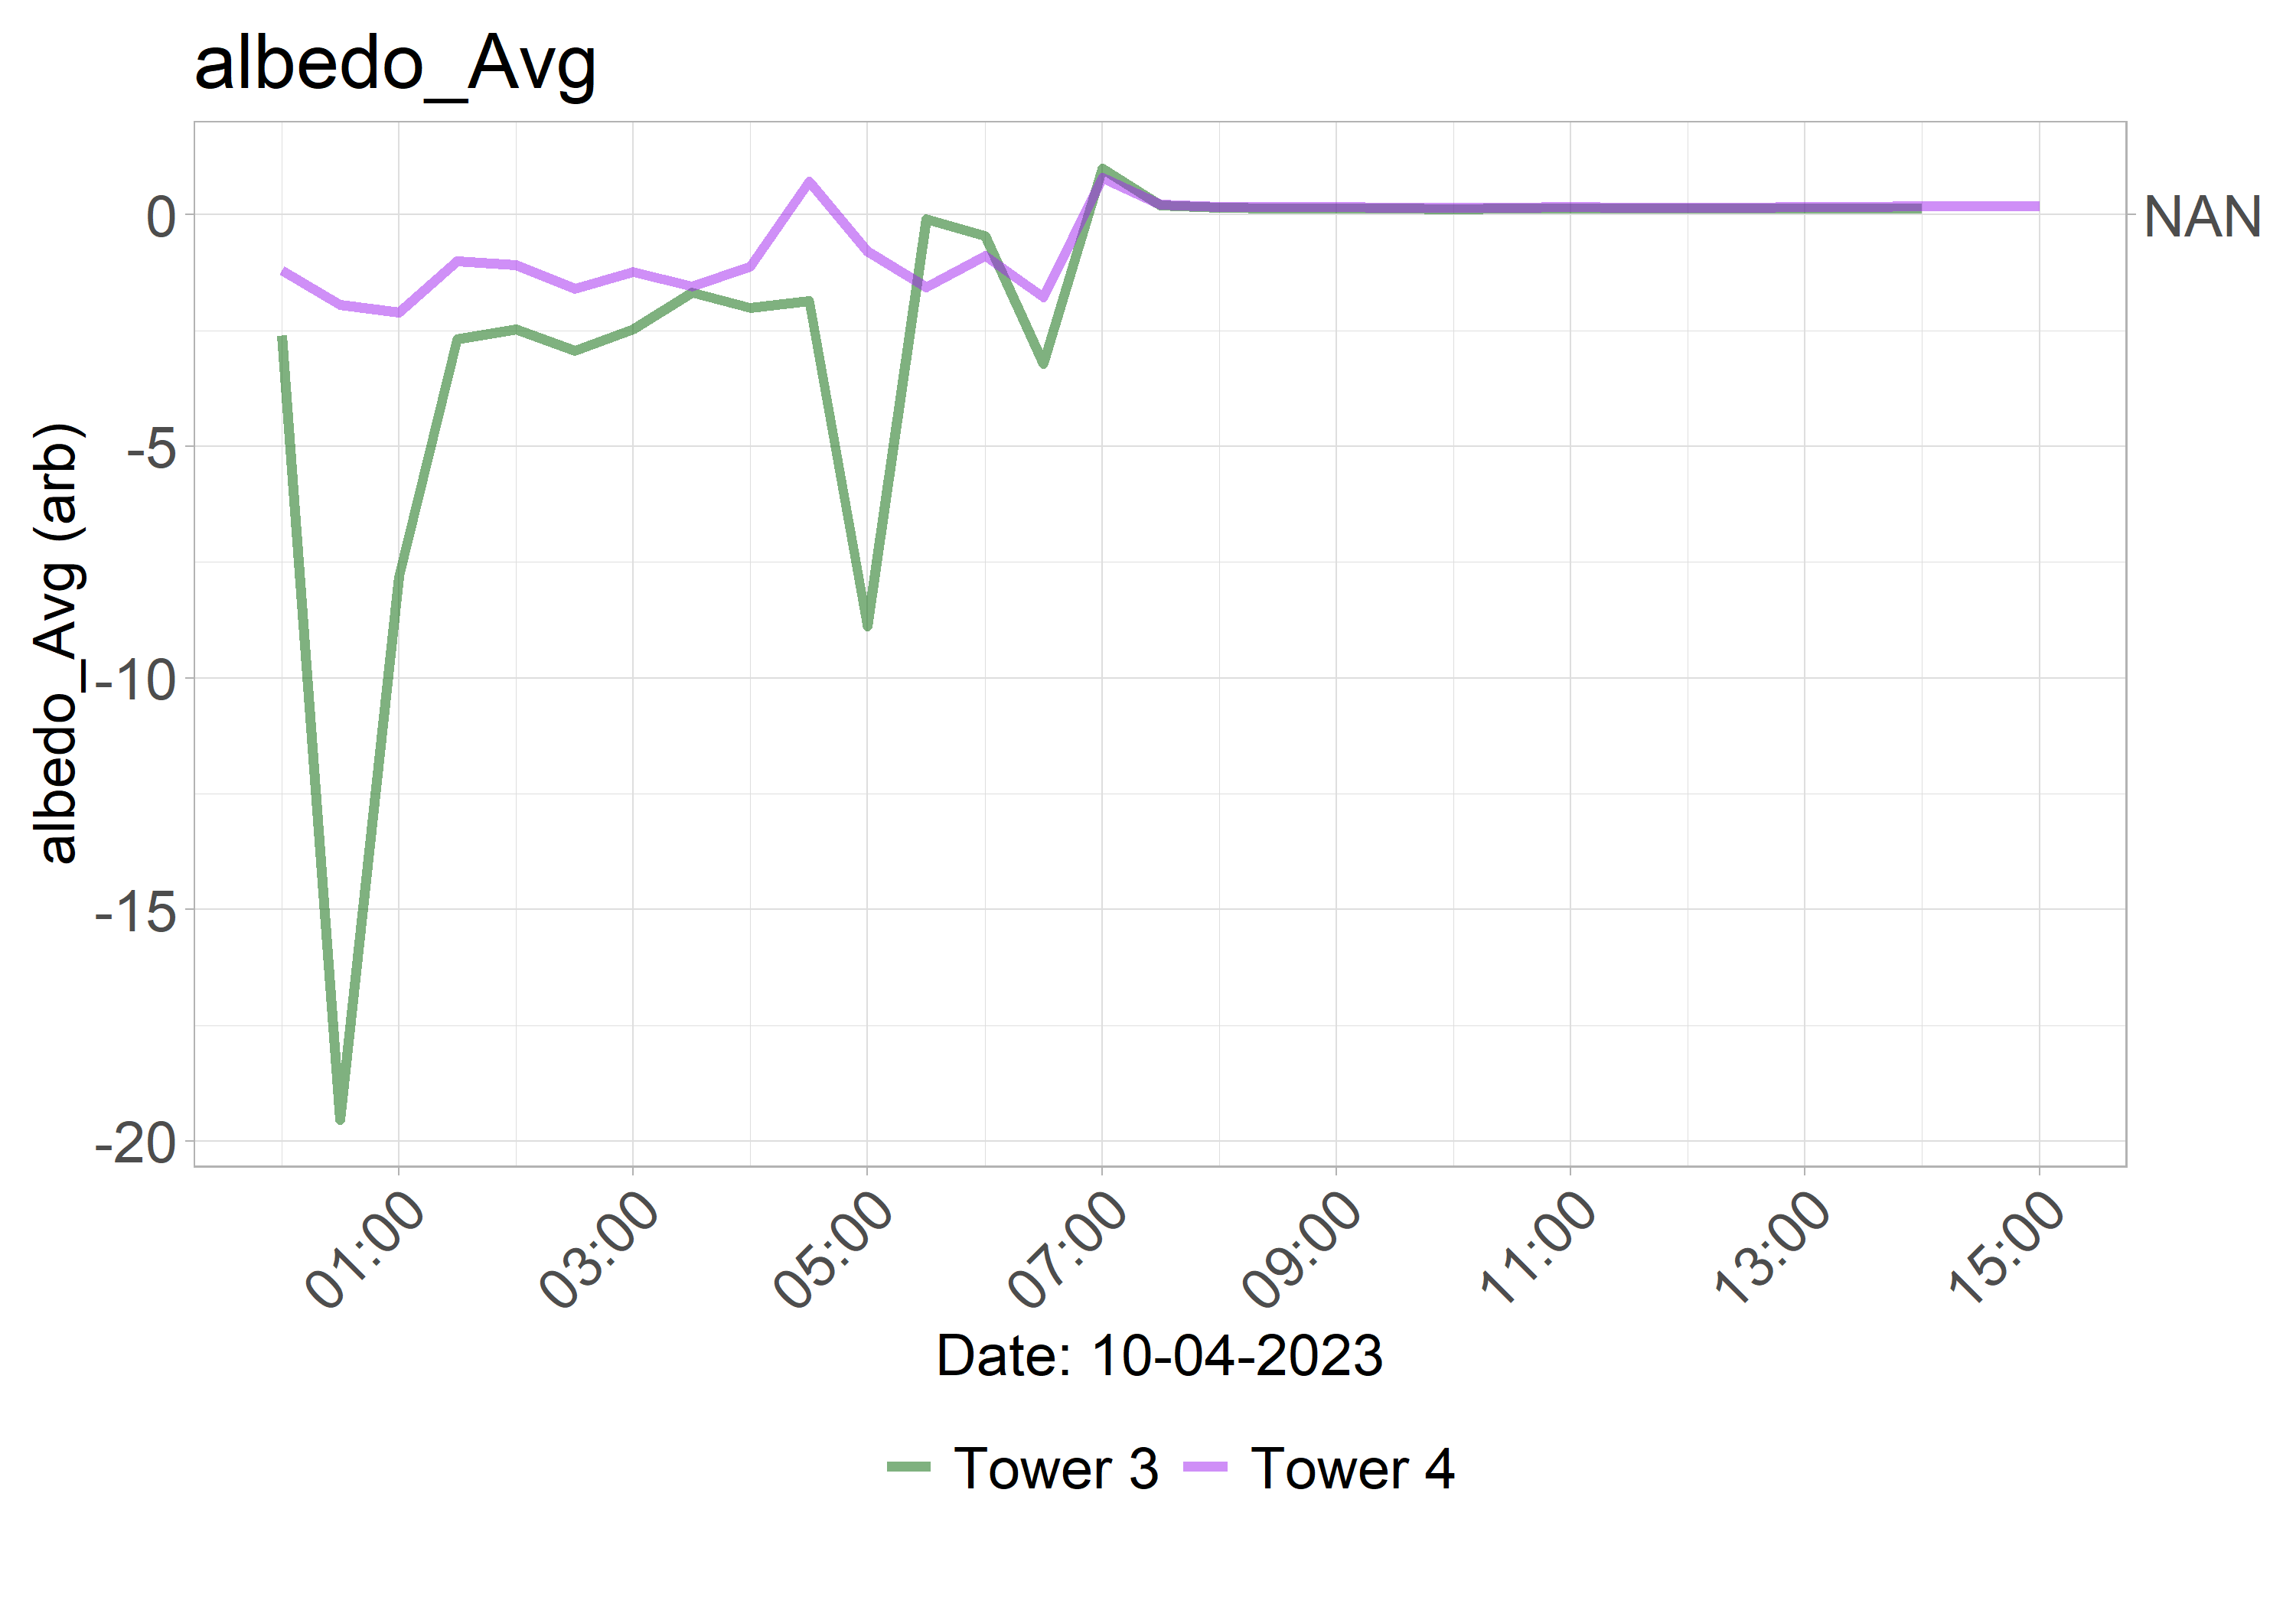 albedo_Avg
albedo_Avg (arb)
0
-5
-10
-15
-20
NAN
01:00
03:00
05:00
07:00
09:00
11:00
13:00
15:00
Date: 10-04-2023
Tower 3
Tower 4